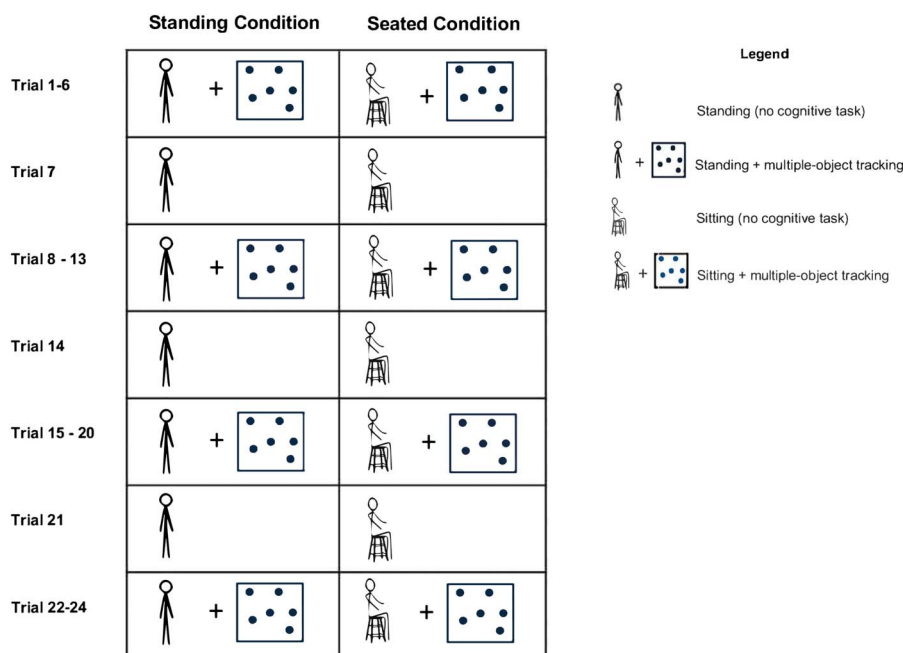 Standing Condition
Seated Condition
Legend
Trial 1-6
+
+
Standing (no cognitive task)
Trial 7
+
Standing + multiple-object tracking
Sitting (no cognitive task)
Trial 8 - 13
+
+
+
Sitting + multiple-object tracking
Trial 14
Trial 15 - 20
+
+
Trial 21
Trial 22-24
+
+